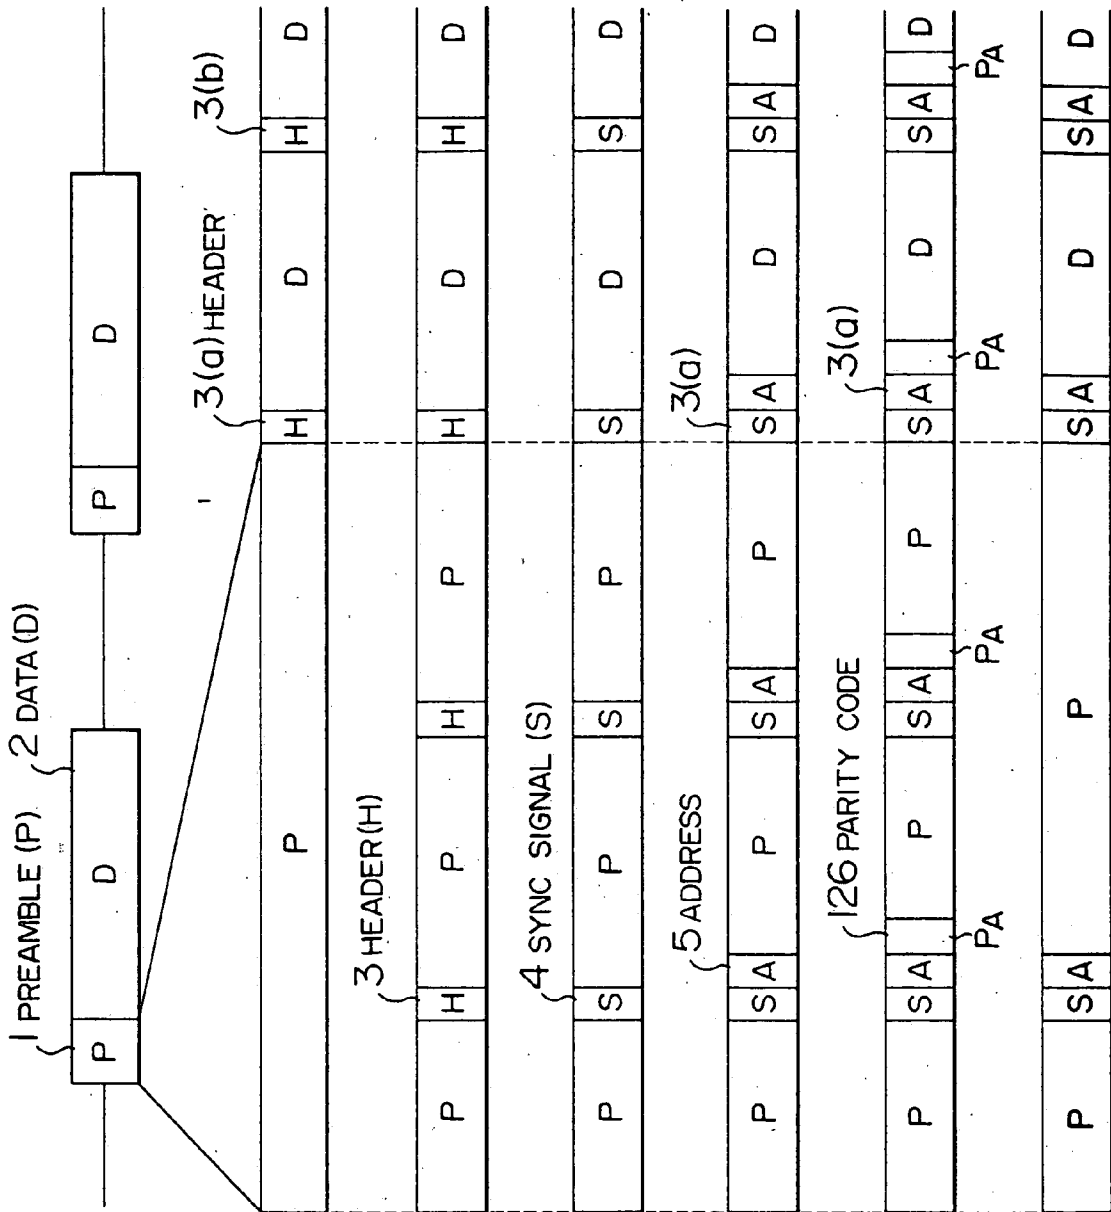 1 PREAMBLE (P) 2 DATA (D)
P D P D
3(a) HEADER 3(b)
P H D H D
3 HEADER (H)
P H P H P H D H D
4 SYNC SIGNAL (S)
P S P S P S D S D
5 ADDRESS 3(a)
P S A P S A P S A D S A D
126 PARITY CODE 3(a)
P S A P S A P S A D S A D
PA PA PA PA
P S A P S A D S A D